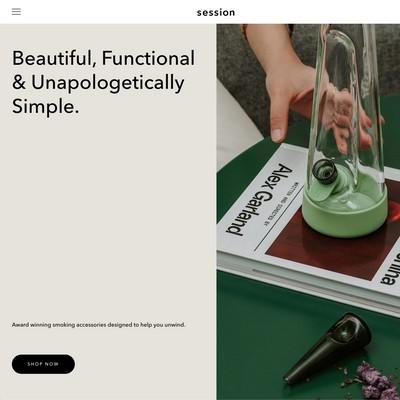 session
Beautiful, Functional
& Unapologetically
Simple.
Award winning smoking accessories designed to help you unwind.
SHOP NOW
Alex Garland
WRITTEN AND DIRECTED BY